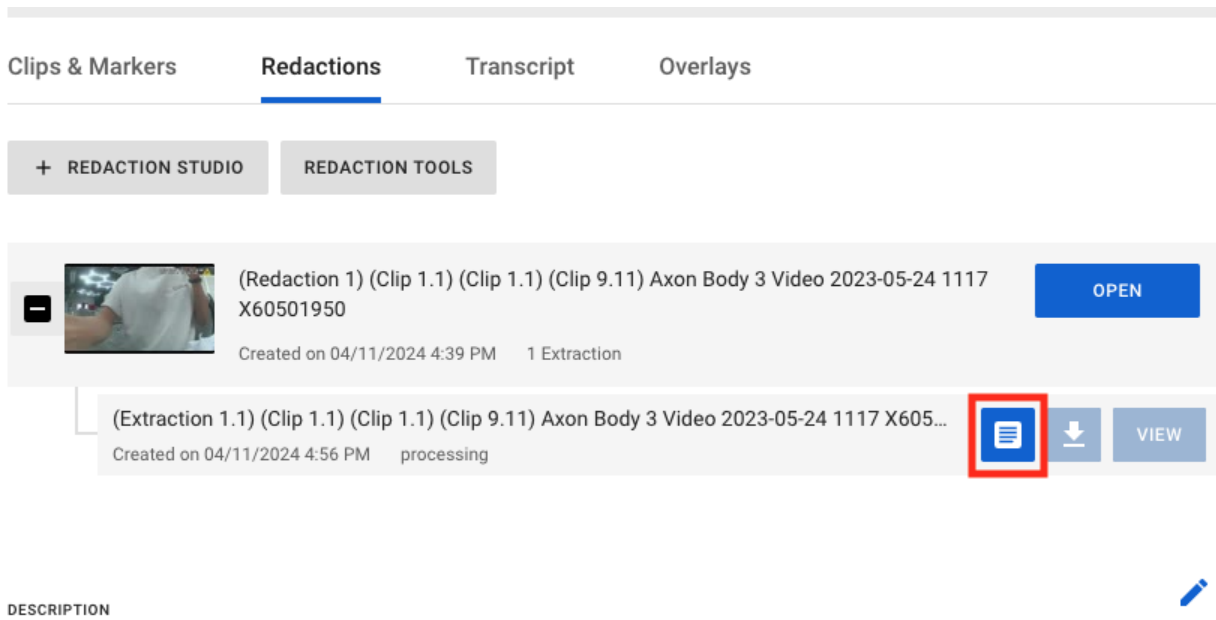 Clips & Markers Redactions Transcript Overlays
+ REDACTION STUDIO REDACTION TOOLS
(Redaction 1) (Clip 1.1) (Clip 1.1) (Clip 9.11) Axon Body 3 Video 2023-05-24 1117
X60501950
OPEN
Created on 04/11/2024 4:39 PM 1 Extraction
(Extraction 1.1) (Clip 1.1) (Clip 1.1) (Clip 9.11) Axon Body 3 Video 2023-05-24 1117 X605...
Created on 04/11/2024 4:56 PM processing
VIEW
DESCRIPTION